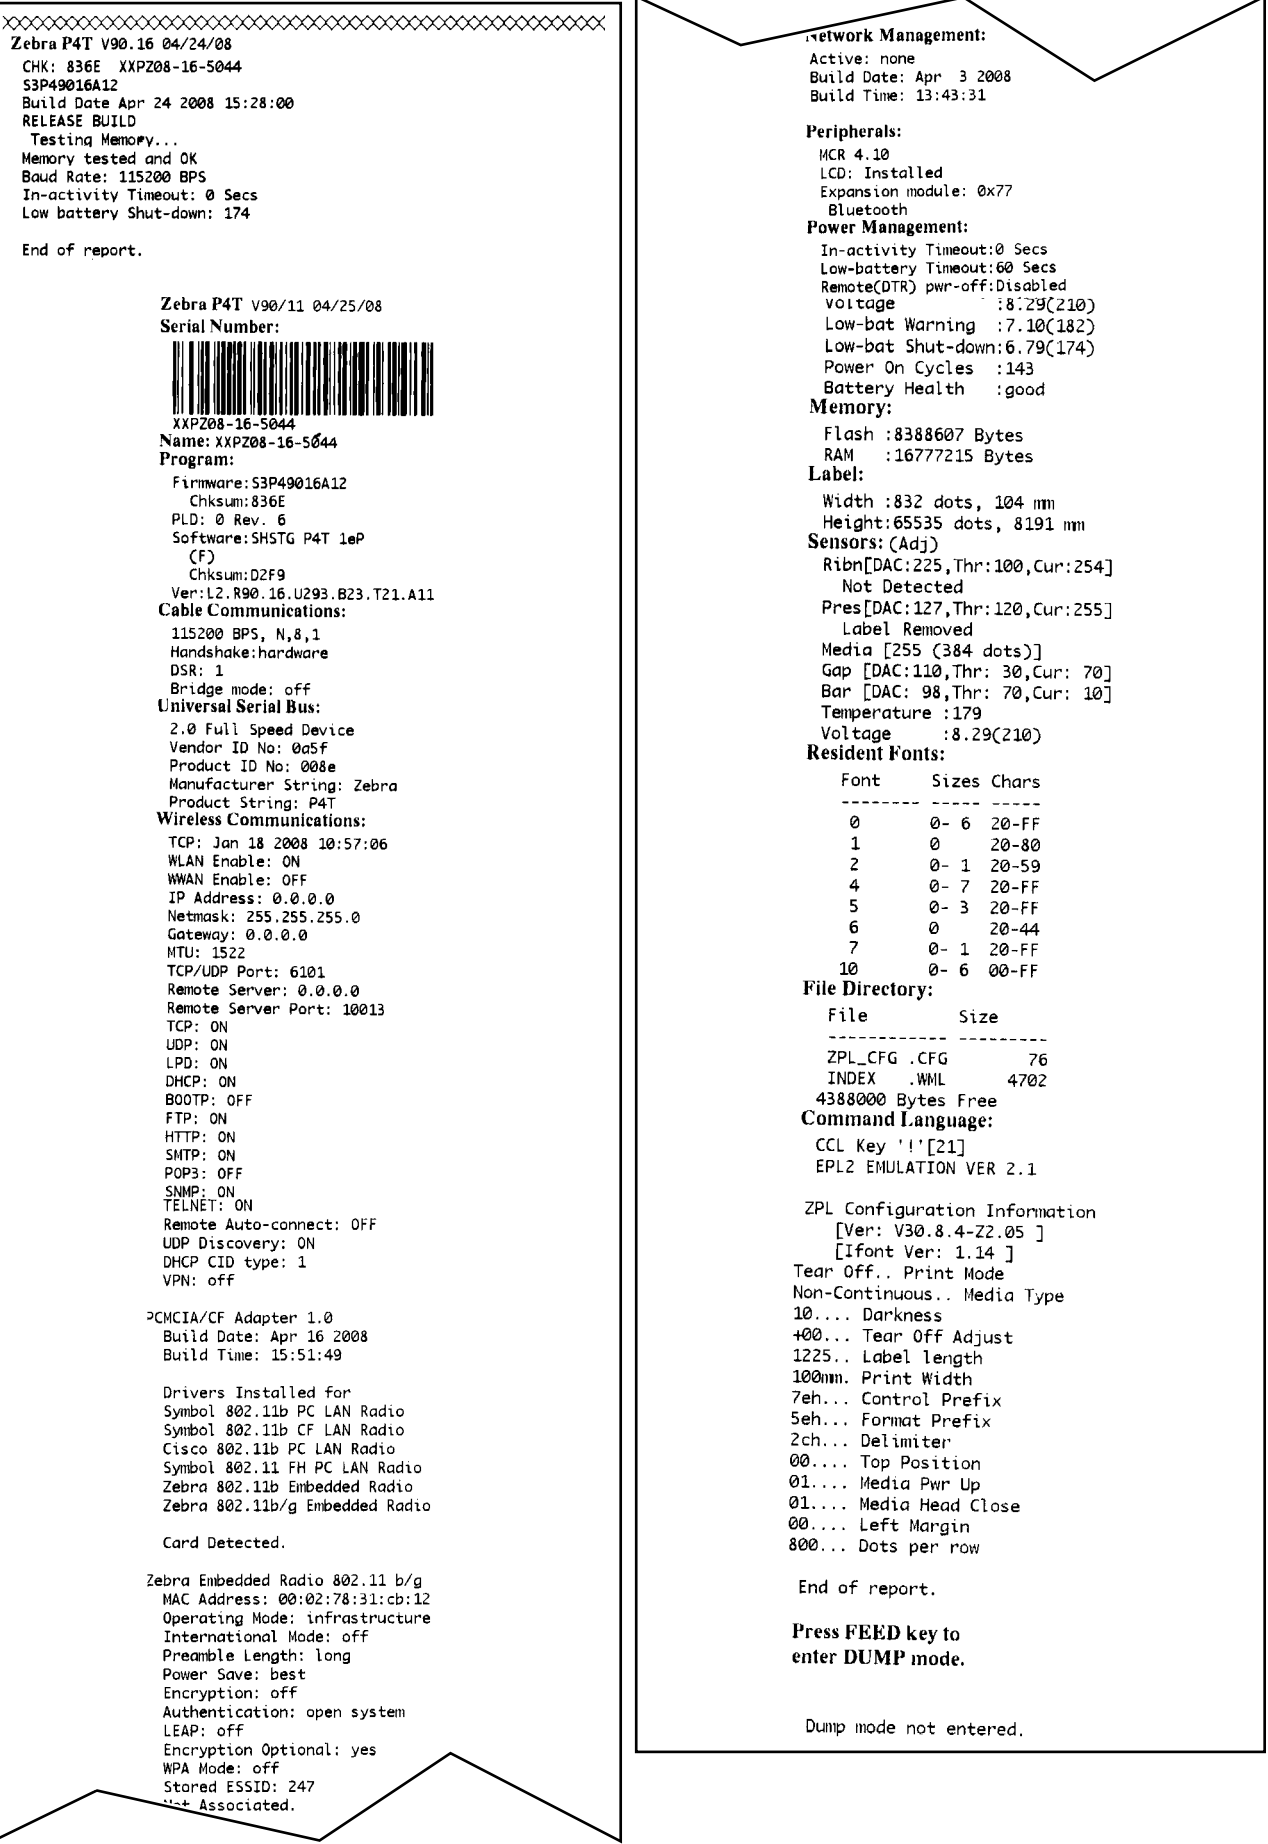 Zebra P4T V90.16 04/24/08
CHK: 836E XXPZ08-16-5044
S3P49016A12
Build Date Apr 24 2008 15:28:00
RELEASE BUILD
Testing Memory...
Memory tested and OK
Baud Rate: 115200 BPS
In-activity Timeout: 0 Secs
Low battery Shut-down: 174
End of report.
Zebra P4T V90/11 04/25/08
Serial Number:
XXPZ08-16-5044
Name: XXPZ08-16-5044
Program:
Firmware:S3P49016A12
Chksum:836E
PLD: 0 Rev. 6
Software:SHSTG P4T 1eP
(F)
Chksum:D2F9
Ver:L2.R90.16.U293.B23.T21.A11
Cable Communications:
115200 BPS, N,8,1
Handshake:hardware
DSR: 1
Bridge mode: off
Universal Serial Bus:
2.0 Full Speed Device
Vendor ID No: 0a5f
Product ID No: 008e
Manufacturer String: Zebra
Product String: P4T
Wireless Communications:
TCP: Jan 18 2008 10:57:06
WLAN Enable: ON
WWAN Enable: OFF
IP Address: 0.0.0.0
Netmask: 255.255.255.0
Gateway: 0.0.0.0
MTU: 1522
TCP/UDP Port: 6101
Remote Server: 0.0.0.0
Remote Server Port: 10013
TCP: ON
UDP: ON
LPD: ON
DHCP: ON
BOOTP: OFF
FTP: ON
HTTP: ON
SMTP: ON
POP3: OFF
SNMP: ON
TELNET: ON
Remote Auto-connect: OFF
UDP Discovery: ON
DHCP CID type: 1
VPN: off
PCMCIA/CF Adapter 1.0
Build Date: Apr 16 2008
Build Time: 15:51:49
Drivers Installed for
Symbol 802.11b PC LAN Radio
Symbol 802.11b CF LAN Radio
Cisco 802.11b PC LAN Radio
Symbol 802.11 FH PC LAN Radio
Zebra 802.11b Embedded Radio
Zebra 802.11b/g Embedded Radio
Card Detected.
Zebra Embedded Radio 802.11 b/g
MAC Address: 00:02:78:31:cb:12
Operating Mode: infrastructure
International Mode: off
Preamble Length: long
Power Save: best
Encryption: off
Authentication: open system
LEAP: off
Encryption Optional: yes
WPA Mode: off
Stored ESSID: 247
Not Associated.
Network Management:
Active: none
Build Date: Apr 3 2008
Build Time: 13:43:31
Peripherals:
MCR 4.10
LCD: Installed
Expansion module: 0x77
Bluetooth
Power Management:
In-activity Timeout:0 Secs
Low-battery Timeout:60 Secs
Remote(DTR) pwr-off:Disabled
Voltage :8.29(210)
Low-bat Warning :7.10(182)
Low-bat Shut-down:6.79(174)
Power On Cycles :143
Battery Health :good
Memory:
Flash :8388607 Bytes
RAM :16777215 Bytes
Label:
Width :832 dots, 104 mm
Height:65535 dots, 8191 mm
Sensors: (Adj)
Ribn[DAC:225,Thr:100,Cur:254]
Not Detected
Pres[DAC:127,Thr:120,Cur:255]
Label Removed
Media [255 (384 dots)]
Gap [DAC:110,Thr: 30,Cur: 70]
Bar [DAC: 98,Thr: 70,Cur: 10]
Temperature :179
Voltage :8.29(210)
Resident Fonts:
Font Sizes Chars
-------- ----- -----
0 0- 6 20-FF
1 0 20-80
2 0- 1 20-59
4 0- 7 20-FF
5 0- 3 20-FF
6 0 20-44
7 0- 1 20-FF
10 0- 6 00-FF
File Directory:
File Size
------------ ---------
ZPL_CFG .CFG 76
INDEX .WML 4702
4388000 Bytes Free
Command Language:
CCL Key '!'[21]
EPL2 EMULATION VER 2.1
ZPL Configuration Information
[Ver: V30.8.4-Z2.05 ]
[Ifont Ver: 1.14 ]
Tear Off.. Print Mode
Non-Continuous.. Media Type
10.... Darkness
+00... Tear Off Adjust
1225.. Label length
100mm. Print Width
7eh... Control Prefix
5eh... Format Prefix
2ch... Delimiter
00.... Top Position
01.... Media Pwr Up
01.... Media Head Close
00.... Left Margin
800... Dots per row
End of report.
Press FEED key to
enter DUMP mode.
Dump mode not entered.